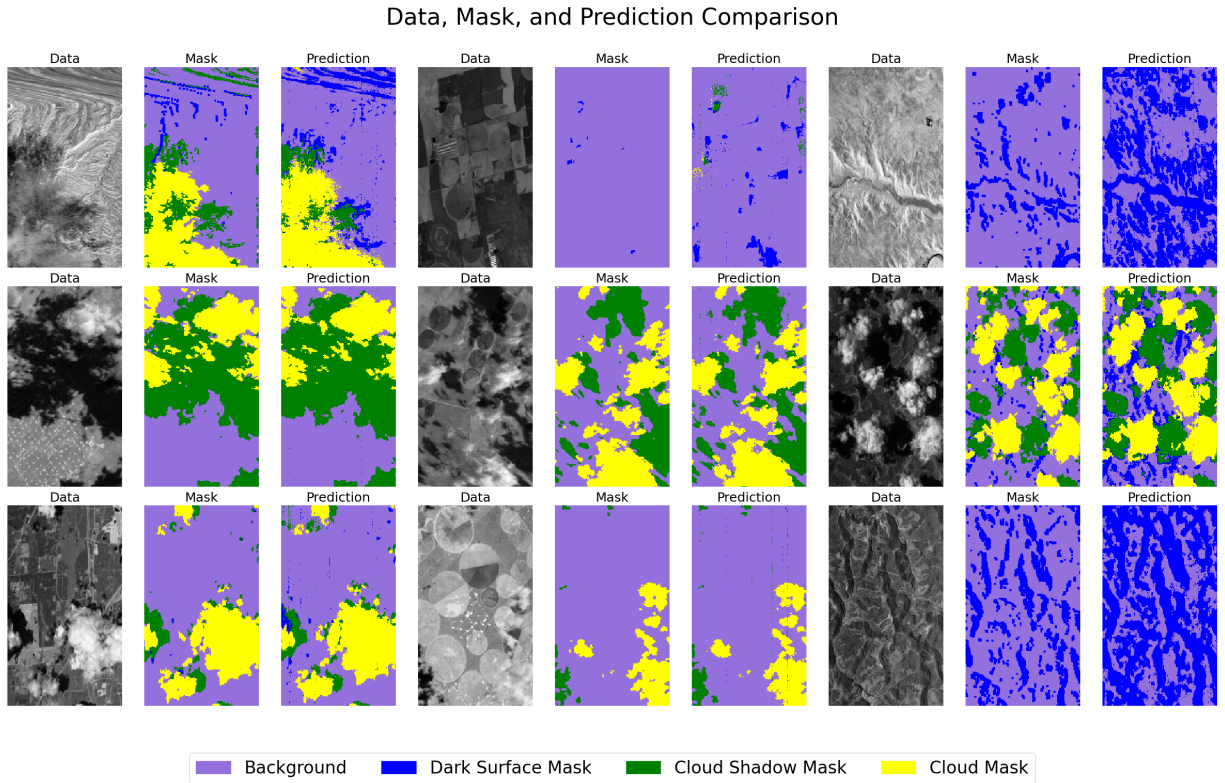 Data, Mask, and Prediction Comparison
Data Mask Prediction Data Mask Prediction Data Mask Prediction
Data Mask Prediction Data Mask Prediction Data Mask Prediction
Data Mask Prediction Data Mask Prediction Data Mask Prediction
Background Dark Surface Mask Cloud Shadow Mask Cloud Mask